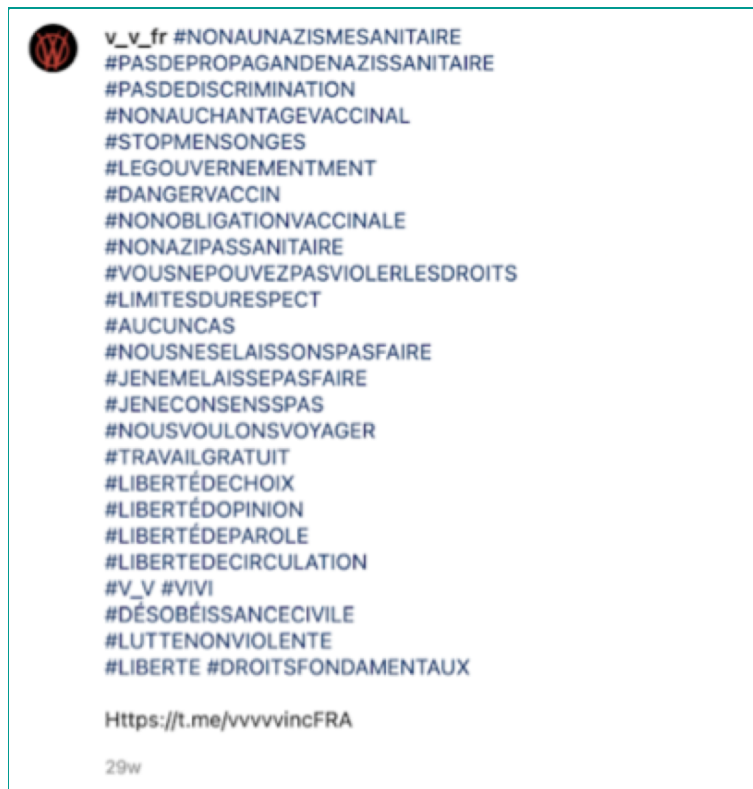 v_v_fr #NONAUNAZISMESANITAIRE
#PASDEPROPAGANDENAZISSANITAIRE
#PASDEDISCRIMINATION
#NONAUCHANTAGEVACCINAL
#STOPMENSONGES
#LEGOUVERNEMENTMENT
#DANGERVACCIN
#NONOBLIGATIONVACCINALE
#NONAZIPASSANITAIRE
#VOUSNEPOUVEZPASVIOLERLESDROITS
#LIMITESDURESPECT
#AUCUNCAS
#NOUSNESELAISSONSPASFAIRE
#JENEMELAISSEPASFAIRE
#JENECONSENSSPAS
#NOUSVOULONSVOYAGER
#TRAVAILGRATUIT
#LIBERTÉDECHOIX
#LIBERTÉDOPINION
#LIBERTÉDEPAROLE
#LIBERTEDECIRCULATION
#V_V #VIVI
#DÉSOBÉISSANCECIVILE
#LUTTENONVIOLENTE
#LIBERTE #DROITSFONDAMENTAUX
Https://t.me/vvvvvincFRA
29w